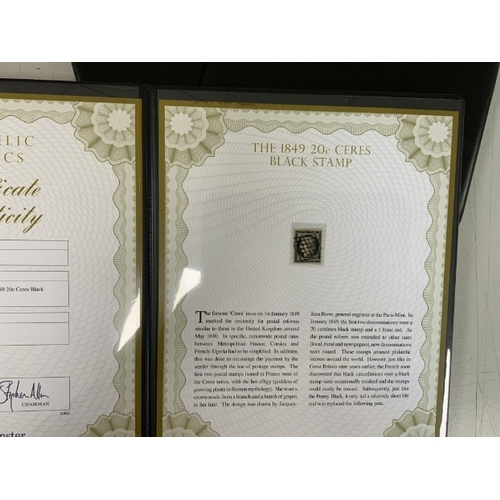 ELIC
CS
icate
ticity
49 20c Ceres Black
Stephen Allen
CHAIRMAN
nster
THE 1849 20c CERES
BLACK STAMP
The famous 'Ceres' issue on 1st January 1849
marked the necessity for postal reforms
similar to those in the United Kingdom around
May 1840. In specific, nationwide postal rates
between Metropolitan France, Corsica and
French Algeria had to be simplified. In addition,
this was done to encourage the payment by the
sender through the use of postage stamps. The
first two postal stamps issued in France were of
the Ceres series, with the her effigy (goddess of
growing plants in Roman mythology). She wore a
crown made from a branch and a bunch of grapes
in her hair. The design was drawn by Jacques-
Jean Barre, general engraver at the Paris Mint. In
January 1849, the first two denominations were a
20 centimes black stamp and a 1 franc red. As
the postal reform was extended to other rates
(local, rural and newspapers), new denominations
were issued. These stamps aroused philatelic
interest around the world. However, just like in
Great Britain nine years earlier, the French soon
discovered that black cancellations over a black
stamp were occasionally masked and the stamps
could easily be reused. Subsequently, just like
the Penny Black, it only led a relatively short life
and was replaced the following year.